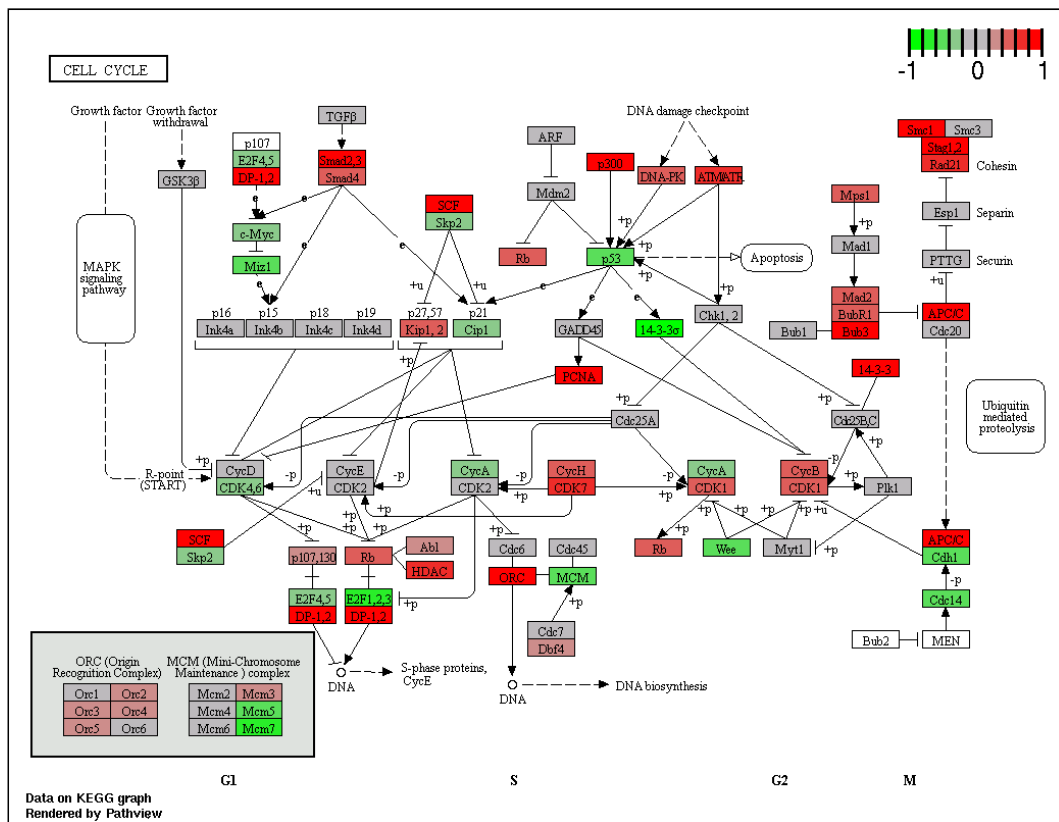 CELL CYCLE
-1 0 1
Growth factor
Growth factor
withdrawal
TGFβ
DNA damage checkpoint
p107
E2F4,5
DP-1,2
GSK3β
Smad2,3
Smad4
ARF
p300
DNA-PK
ATM/ATR
Smc1
Smc3
Stag1,2
Rad21
Cohesin
Mdm2
SCF
Skp2
Mps1
Esp1
Separin
e
e
e
+p
+p
c-Myc
Rb
p53
+p
Mad1
PTTG
Securin
Miz1
e
e
e
+p
+p
Apoptosis
MAPK
signaling
pathway
+u
+u
e
e
e
+u
p16
p15
p18
p19
p27,57
p21
Ink4a
Ink4b
Ink4c
Ink4d
Kip1, 2
Cip1
GADD45
14-3-3σ
Chk1, 2
Mad2
BubR1
Bub1
Bub3
APC/C
Cdc20
+p
PCNA
+p
+p
14-3-3
Cdc25A
Cdc25B,C
Ubiquitin
mediated
proteolysis
R-point
(START)
+p
CycD
CDK4,6
-p
CycE
CDK2
-p
+u
CycA
CDK2
-p
+p
CycH
CDK7
-p
+p
CycA
CDK1
CycB
CDK1
-p
+p
Plk1
+u
SCF
Skp2
+p
+p
+p
+p
+p
+p
+p
+p
+p
p107,130
Rb
Abl
HDAC
Cdc6
Cdc45
ORC
MCM
Rb
Wee
Myt1
+p
APC/C
Cdh1
-p
E2F4,5
DP-1,2
E2F1,2,3
DP-1,2
+p
+p
Cdc7
Dbf4
Cdc14
Bub2
MEN
DNA
S-phase proteins,
CycE
DNA
DNA biosynthesis
ORC (Origin
Recognition Complex)
MCM (Mini-Chromosome
Maintenance ) complex
Orc1 Orc2 Mcm2 Mcm3
Orc3 Orc4 Mcm4 Mcm5
Orc5 Orc6 Mcm6 Mcm7
G1 S G2 M
Data on KEGG graph
Rendered by Pathview